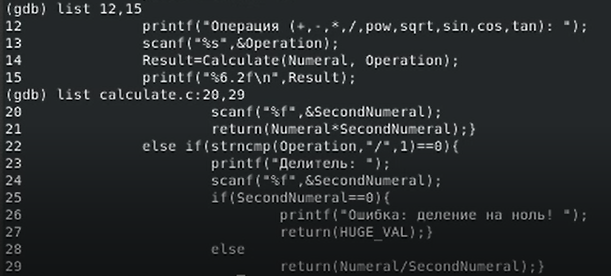 (gdb) list 12,15
12              printf("Операция (+,-,*,/,pow,sqrt,sin,cos,tan): ");
13              scanf("%s",&Operation);
14              Result=Calculate(Numeral, Operation);
15              printf("%6.2f\n",Result);
(gdb) list calculate.c:20,29
20                      scanf("%f",&SecondNumeral);
21                      return(Numeral*SecondNumeral);}
22              else if(strncmp(Operation,"/",1)==0){
23                      printf("Делитель: ");
24                      scanf("%f",&SecondNumeral);
25                      if(SecondNumeral==0){
26                              printf("Ошибка: деление на ноль! ");
27                              return(HUGE_VAL);}
28                      else
29                              return(Numeral/SecondNumeral);}